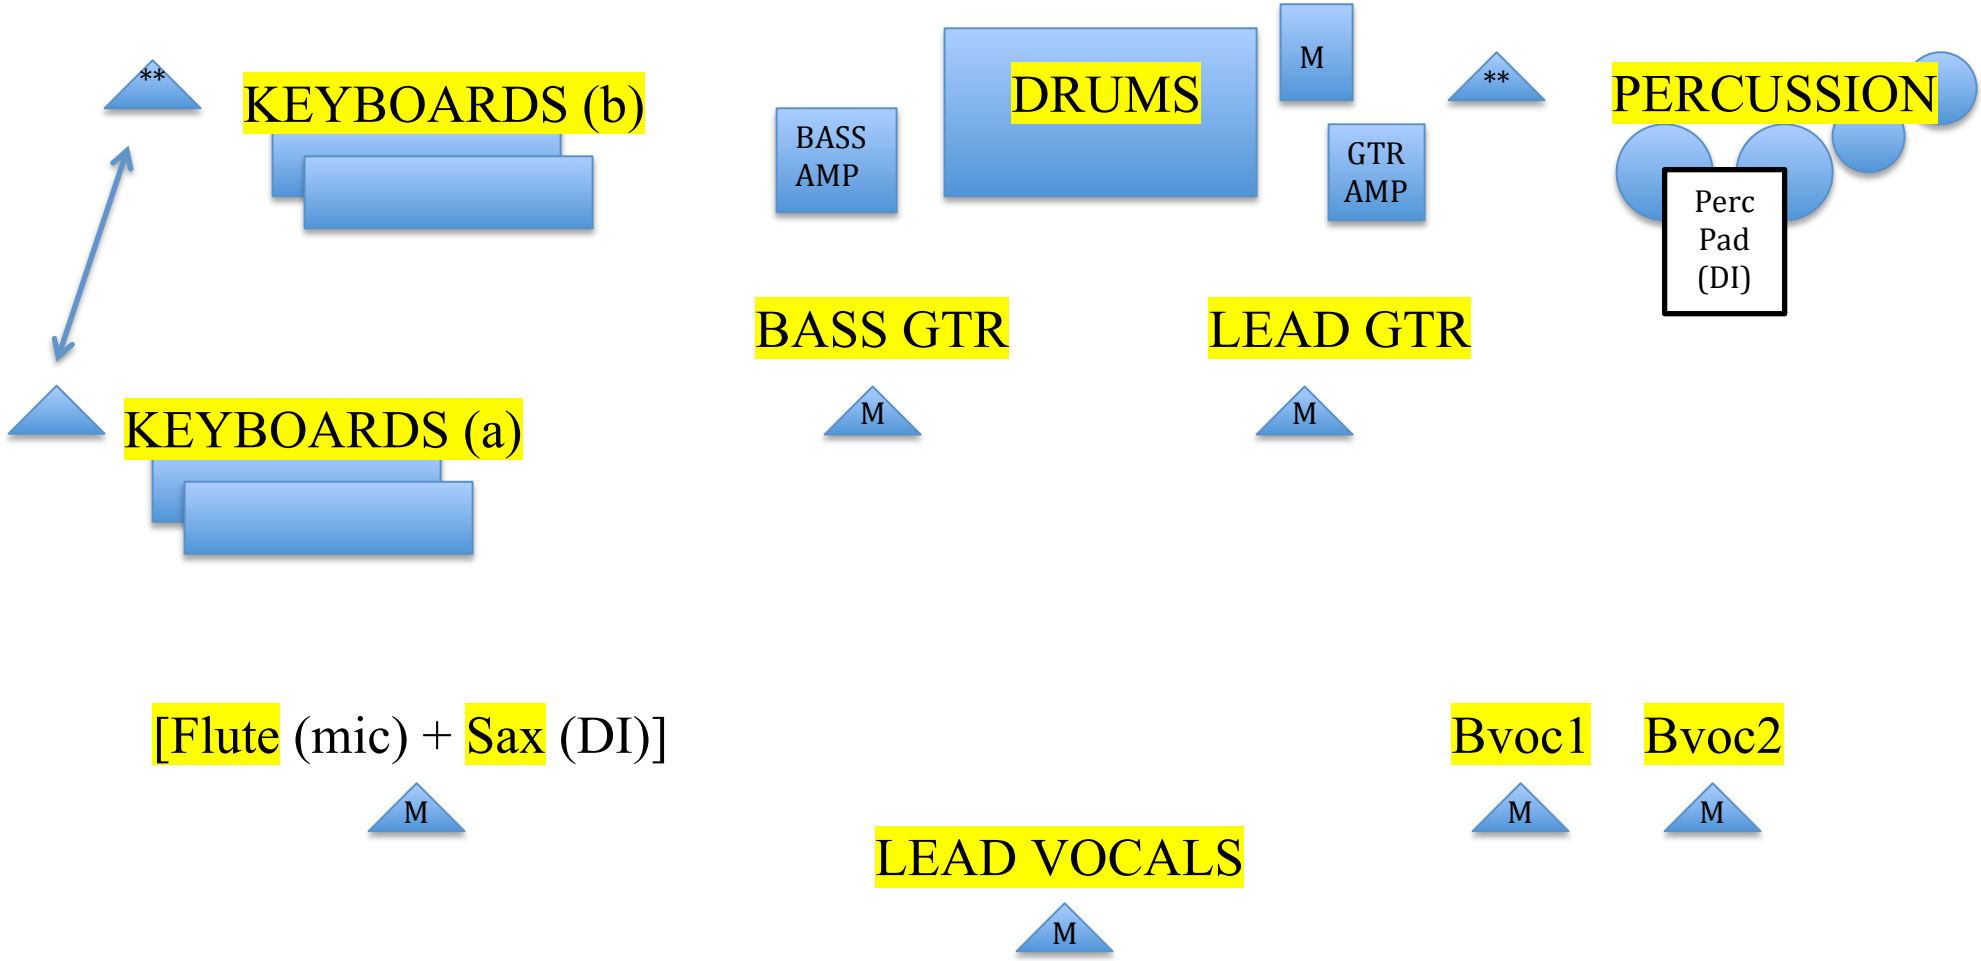 **
KEYBOARDS (b)
DRUMS
M
**
PERCUSSION
BASS
AMP
GTR
AMP
Perc
Pad
(DI)
BASS GTR
LEAD GTR
M
M
KEYBOARDS (a)
[Flute (mic) + Sax (DI)]
Bvoc1
Bvoc2
M
M
M
LEAD VOCALS
M